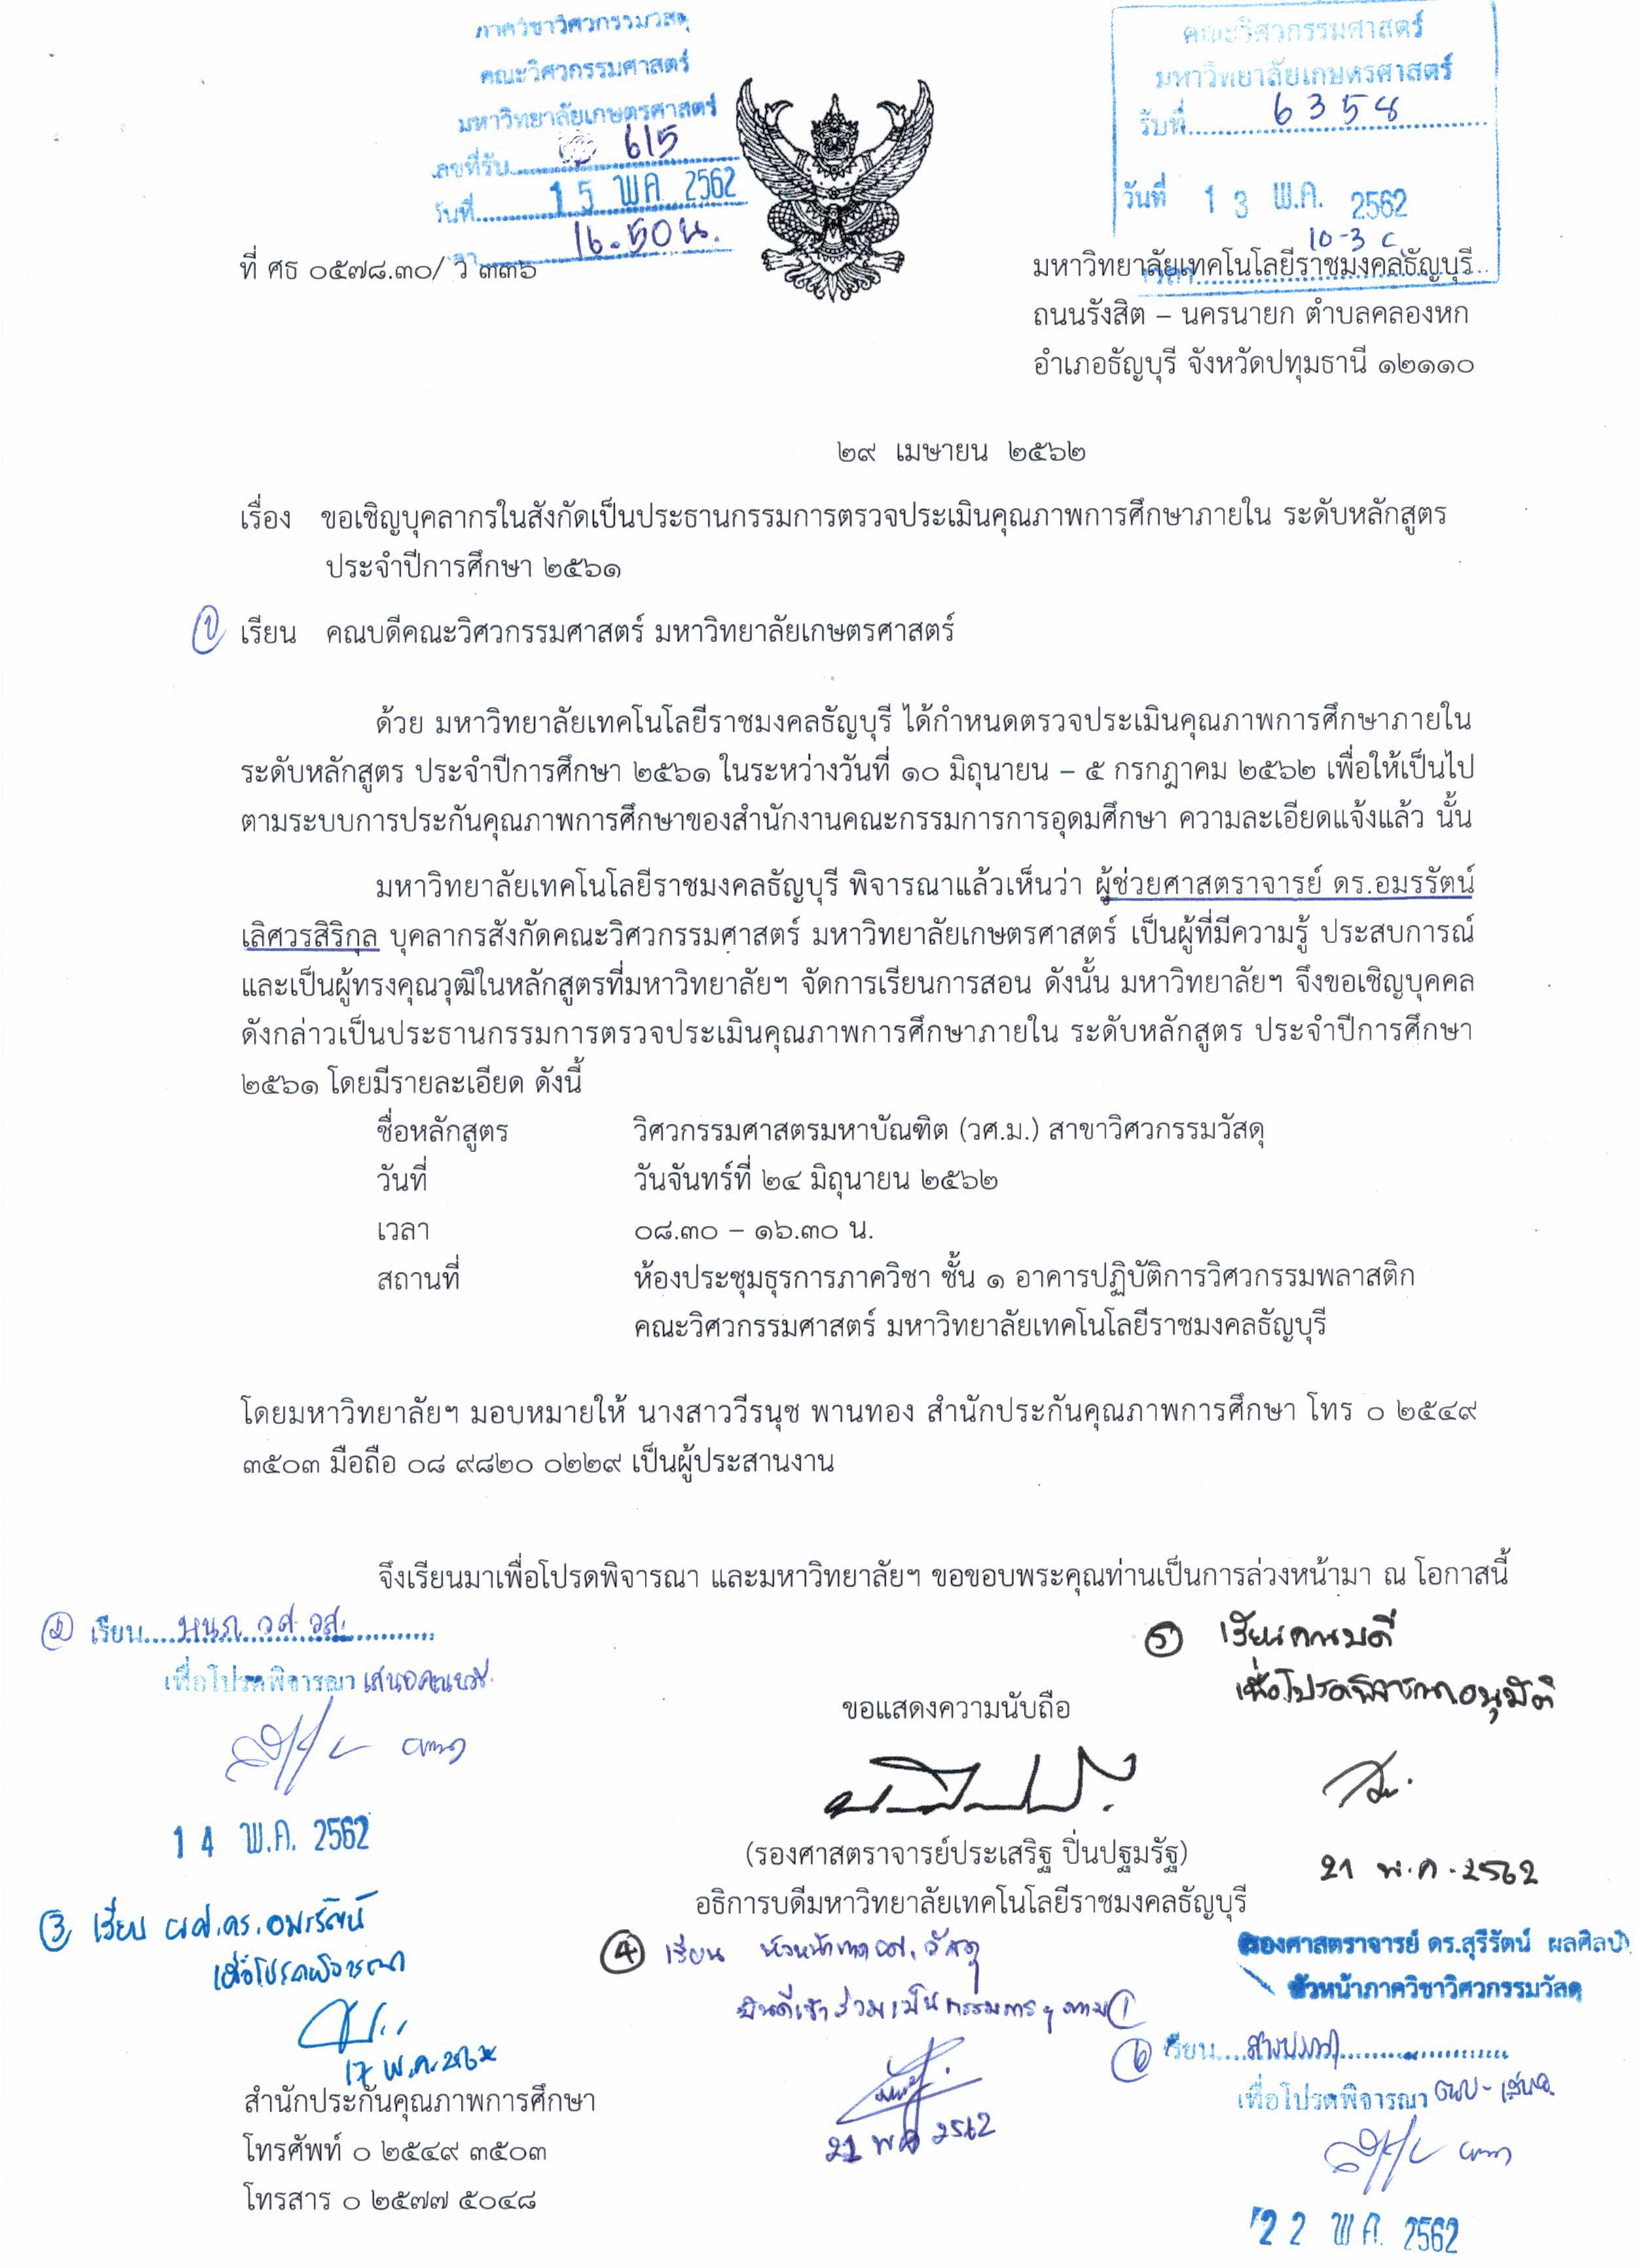 ภาควิชาวิศวกรรมวัสดุ
คณะวิศวกรรมศาสตร์
มหาวิทยาลัยเกษตรศาสตร์
เลขที่รับ 615
วันที่ 15 พค 2562
16.50 น.
คณะวิศวกรรมศาสตร์
มหาวิทยาลัยเกษตรศาสตร์
รับที่ 6358
วันที่ 13 พ.ค. 2562
ที่ ศธ ๐๕๗๘.๓๐/ ว ๓๓๖
มหาวิทยาลัยเทคโนโลยีราชมงคลธัญบุรี
ถนนรังสิต – นครนายก ตำบลคลองหก
อำเภอธัญบุรี จังหวัดปทุมธานี ๑๒๑๑๐
๒๙ เมษายน ๒๕๖๒
เรื่อง ขอเชิญบุคลากรในสังกัดเป็นประธานกรรมการตรวจประเมินคุณภาพการศึกษาภายใน ระดับหลักสูตร
ประจำปีการศึกษา ๒๕๖๑
① เรียน คณบดีคณะวิศวกรรมศาสตร์ มหาวิทยาลัยเกษตรศาสตร์
ด้วย มหาวิทยาลัยเทคโนโลยีราชมงคลธัญบุรี ได้กำหนดตรวจประเมินคุณภาพการศึกษาภายใน
ระดับหลักสูตร ประจำปีการศึกษา ๒๕๖๑ ในระหว่างวันที่ ๑๐ มิถุนายน – ๕ กรกฎาคม ๒๕๖๒ เพื่อให้เป็นไป
ตามระบบการประกันคุณภาพการศึกษาของสำนักงานคณะกรรมการการอุดมศึกษา ความละเอียดแจ้งแล้ว นั้น
มหาวิทยาลัยเทคโนโลยีราชมงคลธัญบุรี พิจารณาแล้วเห็นว่า ผู้ช่วยศาสตราจารย์ ดร.อมรรัตน์
เลิศวรสิริกุล บุคลากรสังกัดคณะวิศวกรรมศาสตร์ มหาวิทยาลัยเกษตรศาสตร์ เป็นผู้ที่มีความรู้ ประสบการณ์
และเป็นผู้ทรงคุณวุฒิในหลักสูตรที่มหาวิทยาลัยฯ จัดการเรียนการสอน ดังนั้น มหาวิทยาลัยฯ จึงขอเชิญบุคคล
ดังกล่าวเป็นประธานกรรมการตรวจประเมินคุณภาพการศึกษาภายใน ระดับหลักสูตร ประจำปีการศึกษา
๒๕๖๑ โดยมีรายละเอียด ดังนี้
ชื่อหลักสูตร วิศวกรรมศาสตรมหาบัณฑิต (วศ.ม.) สาขาวิศวกรรมวัสดุ
วันที่ วันจันทร์ที่ ๒๔ มิถุนายน ๒๕๖๒
เวลา ๐๘.๓๐ – ๑๖.๓๐ น.
สถานที่ ห้องประชุมธุรการภาควิชา ชั้น ๑ อาคารปฏิบัติการวิศวกรรมพลาสติก
คณะวิศวกรรมศาสตร์ มหาวิทยาลัยเทคโนโลยีราชมงคลธัญบุรี
โดยมหาวิทยาลัยฯ มอบหมายให้ นางสาววีรนุช พานทอง สำนักประกันคุณภาพการศึกษา โทร ๐ ๒๕๔๙
๓๕๐๓ มือถือ ๐๘ ๙๘๒๐ ๐๒๒๙ เป็นผู้ประสานงาน
จึงเรียนมาเพื่อโปรดพิจารณา และมหาวิทยาลัยฯ ขอขอบพระคุณท่านเป็นการล่วงหน้ามา ณ โอกาสนี้
② เรียน หนภ วศ วส.
เพื่อโปรดพิจารณา
14 พ.ค. 2562
⑤ เรียนคณบดี
เพื่อโปรดพิจารณาอนุมัติ
21 พ.ค. 2562
รองศาสตราจารย์ ดร.สุรีรัตน์ ผลศิลป์
หัวหน้าภาควิชาวิศวกรรมวัสดุ
ขอแสดงความนับถือ
(รองศาสตราจารย์ประเสริฐ ปิ่นปฐมรัฐ)
อธิการบดีมหาวิทยาลัยเทคโนโลยีราชมงคลธัญบุรี
③ เรียน ผศ.ดร.อมรรัตน์
เพื่อโปรดพิจารณา
17 พ.ค. 2562
④ เรียน หัวหน้าภาค วศ. วัสดุ
ยินดีเข้าร่วมเป็นกรรมการฯ ตาม ①
21 พค 2562
⑥ เรียน
เพื่อโปรดพิจารณา
22 พค. 2562
สำนักประกันคุณภาพการศึกษา
โทรศัพท์ ๐ ๒๕๔๙ ๓๕๐๓
โทรสาร ๐ ๒๕๗๗ ๕๐๔๘